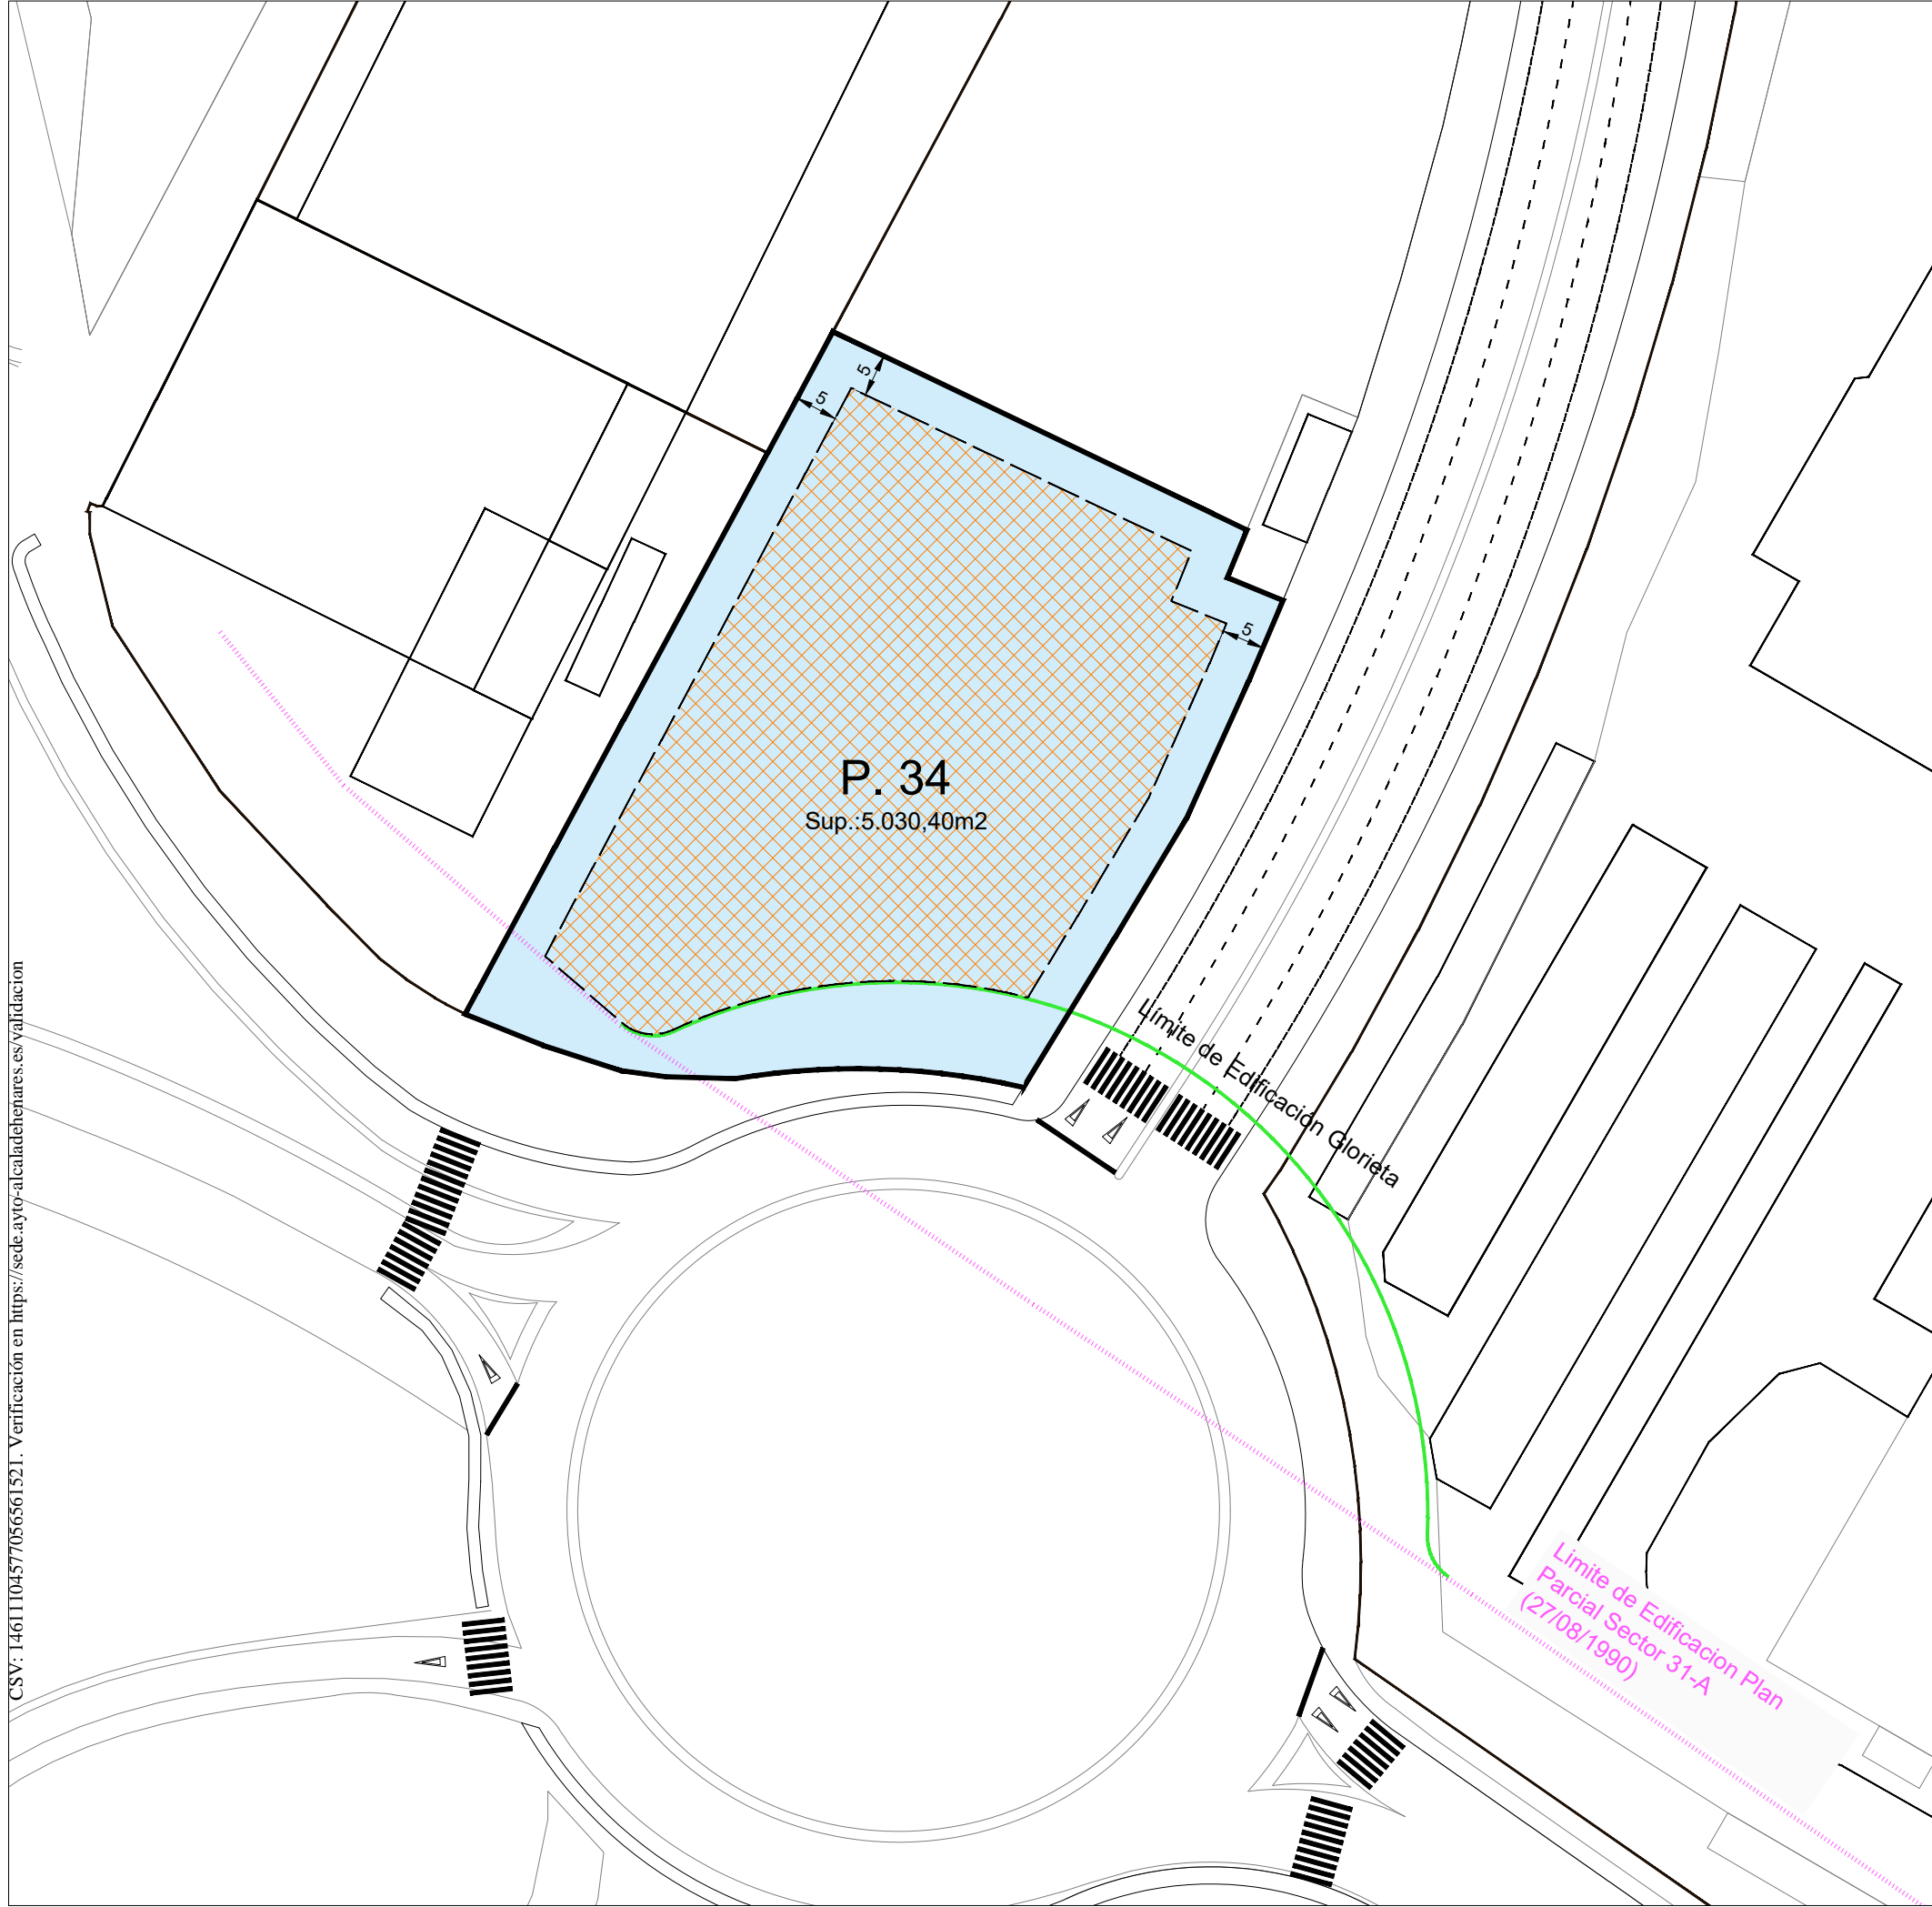 5
5
5
P. 34
Sup.:5.030,40m2
Límite de Edificación Glorieta
Limite de Edificacion Plan
Parcial Sector 31-A
(27/08/1990)
CSV: 14611104577056561521. Verificación en https://sede.ayto-alcaladehenares.es/validacion